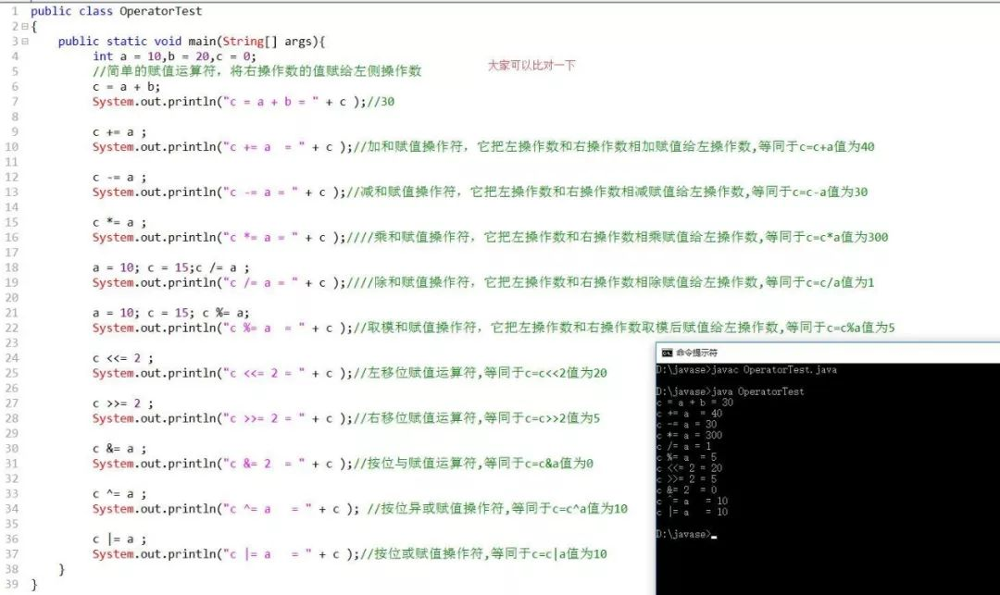 1 public class OperatorTest
2 {
3 public static void main(String[] args){
4 int a = 10,b = 20,c = 0;
5 //简单的赋值运算符，将右操作数的值赋给左侧操作数
大家可以比对一下
6 c = a + b;
7 System.out.println("c = a + b = " + c );//30
8
9 c += a ;
10 System.out.println("c += a  = " + c );//加和赋值操作符，它把左操作数和右操作数相加赋值给左操作数,等同于c=c+a值为40
11
12 c -= a ;
13 System.out.println("c -= a = " + c );//减和赋值操作符，它把左操作数和右操作数相减赋值给左操作数,等同于c=c-a值为30
14
15 c *= a ;
16 System.out.println("c *= a = " + c );////乘和赋值操作符，它把左操作数和右操作数相乘赋值给左操作数,等同于c=c*a值为300
17
18 a = 10; c = 15;c /= a ;
19 System.out.println("c /= a = " + c );////除和赋值操作符，它把左操作数和右操作数相除赋值给左操作数,等同于c=c/a值为1
20
21 a = 10; c = 15; c %= a;
22 System.out.println("c %= a  = " + c );//取模和赋值操作符，它把左操作数和右操作数取模后赋值给左操作数,等同于c=c%a值为5
23
24 c <<= 2 ;
25 System.out.println("c <<= 2 = " + c );//左移位赋值运算符,等同于c=c<<2值为20
26
27 c >>= 2 ;
28 System.out.println("c >>= 2 = " + c );//右移位赋值运算符,等同于c=c>>2值为5
29
30 c &= a ;
31 System.out.println("c &= 2  = " + c );//按位与赋值运算符,等同于c=c&a值为0
32
33 c ^= a ;
34 System.out.println("c ^= a   = " + c ); //按位异或赋值操作符,等同于c=c^a值为10
35
36 c |= a ;
37 System.out.println("c |= a   = " + c );//按位或赋值操作符,等同于c=c|a值为10
38 }
39 }
命令提示符
D:\javase>javac OperatorTest.java
D:\javase>java OperatorTest
c = a + b = 30
c += a  = 40
c -= a = 30
c *= a = 300
c /= a = 1
c %= a  = 5
c <<= 2 = 20
c >>= 2 = 5
c &= 2  = 0
c ^= a   = 10
c |= a   = 10
D:\javase>